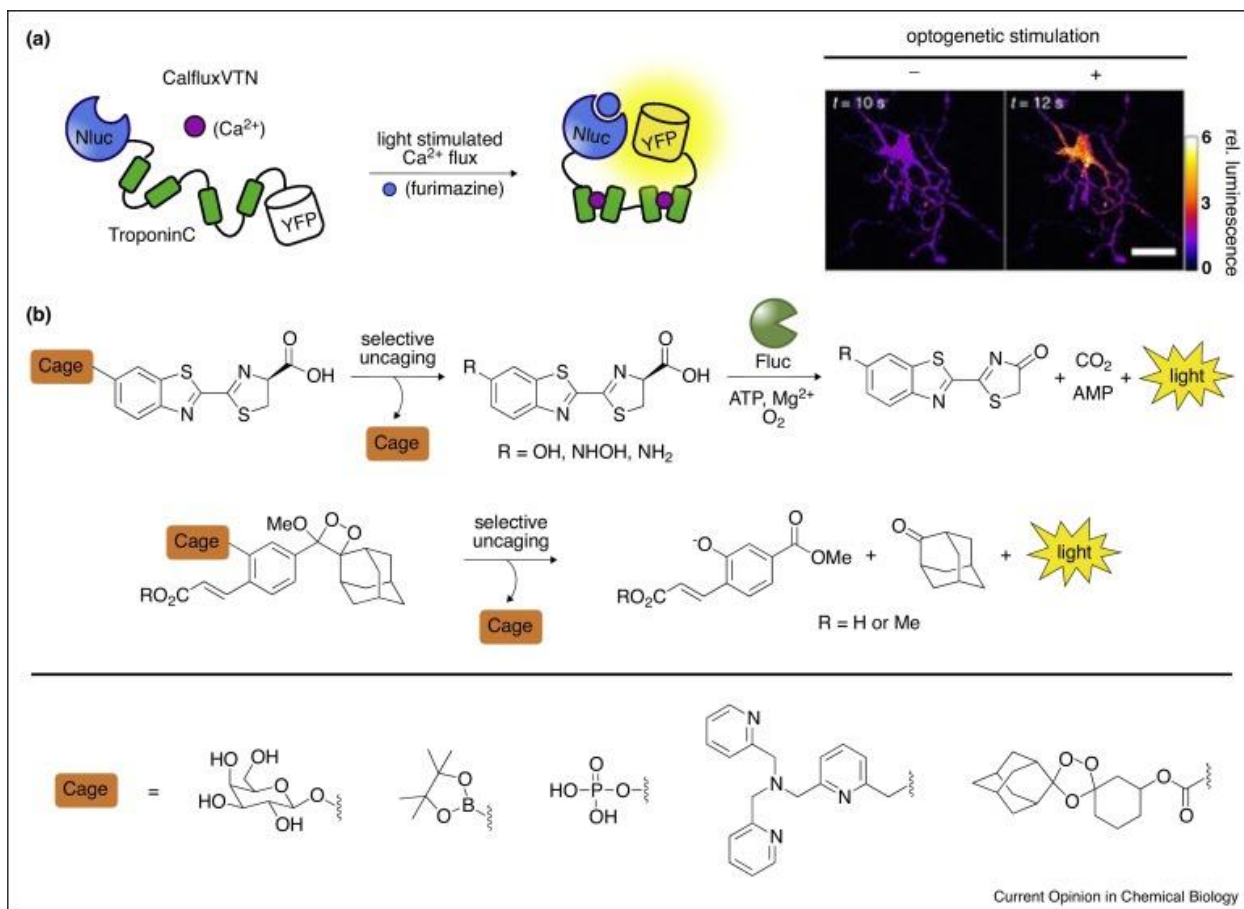 (a)
CalfluxVTN
Nluc
(Ca²⁺)
TroponinC
YFP
light stimulated
Ca²⁺ flux
(furimazine)
Nluc
YFP
optogenetic stimulation
– +
t = 10 s
t = 12 s
6
3
0
rel. luminescence
(b)
Cage
S
N
N
S
O
OH
selective
uncaging
Cage
R
S
N
N
S
O
OH
R = OH, NHOH, NH₂
Fluc
ATP, Mg²⁺
O₂
R
S
N
N
S
O
+ CO₂
AMP
+
light
Cage
MeO
O
O
RO₂C
selective
uncaging
Cage
⁻O
O
OMe
RO₂C
+
O
+
light
R = H or Me
Cage =
HO
OH
O
O
HO
OH
O
B
O
O
HO P O
OH
N
N
N
N
O
O
O
O
O
Current Opinion in Chemical Biology